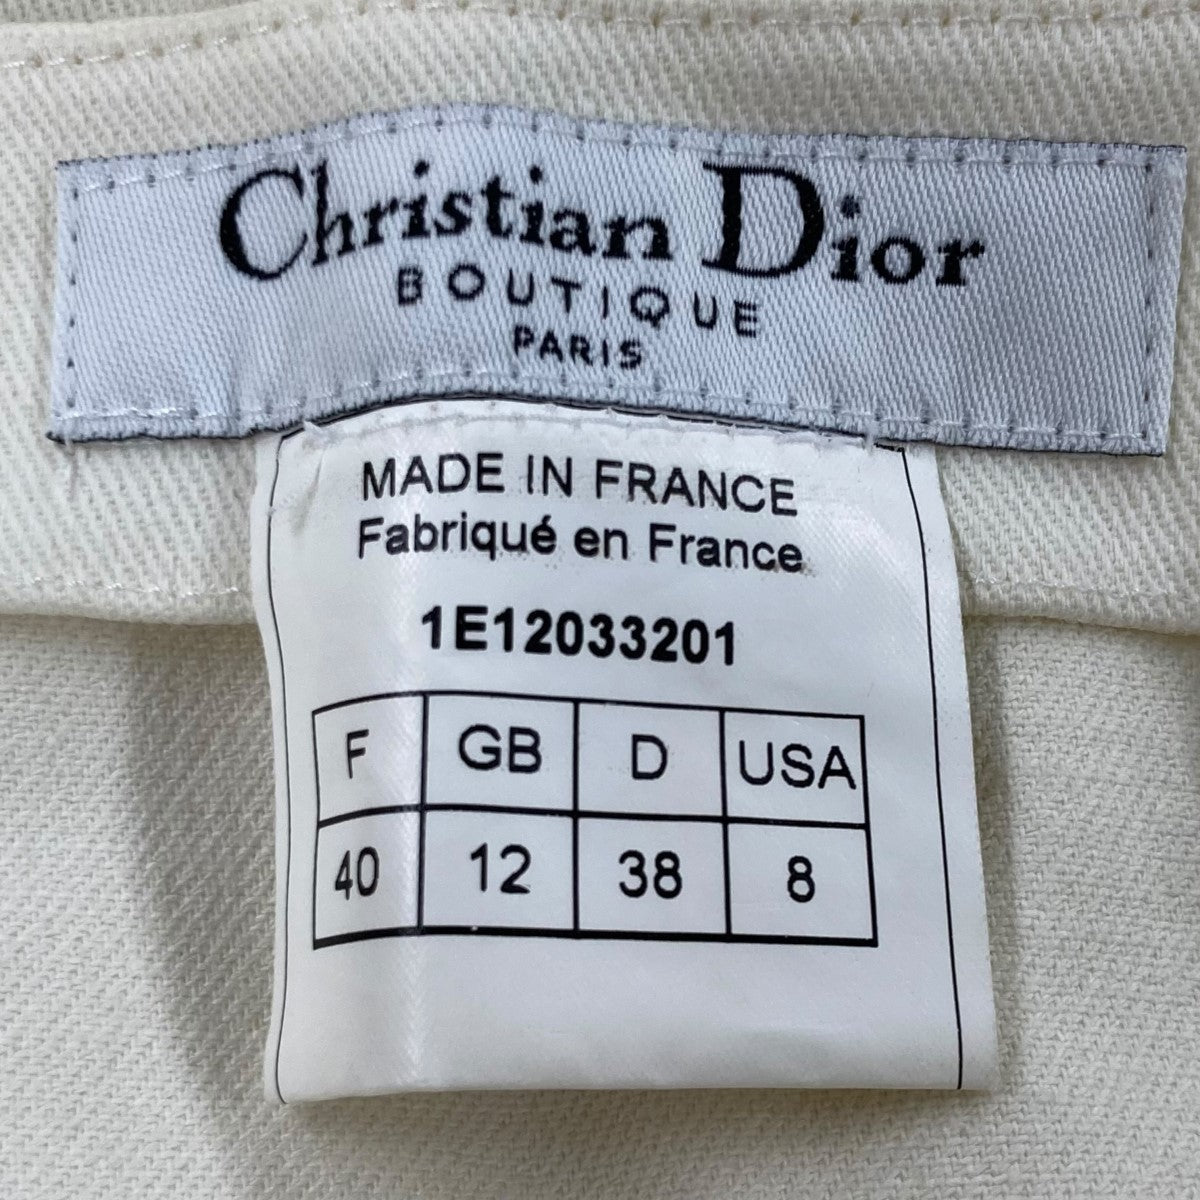 Christian Dior
BOUTIQUE
PARIS
MADE IN FRANCE
Fabriqué en France
1E12033201
F GB D USA
40 12 38 8